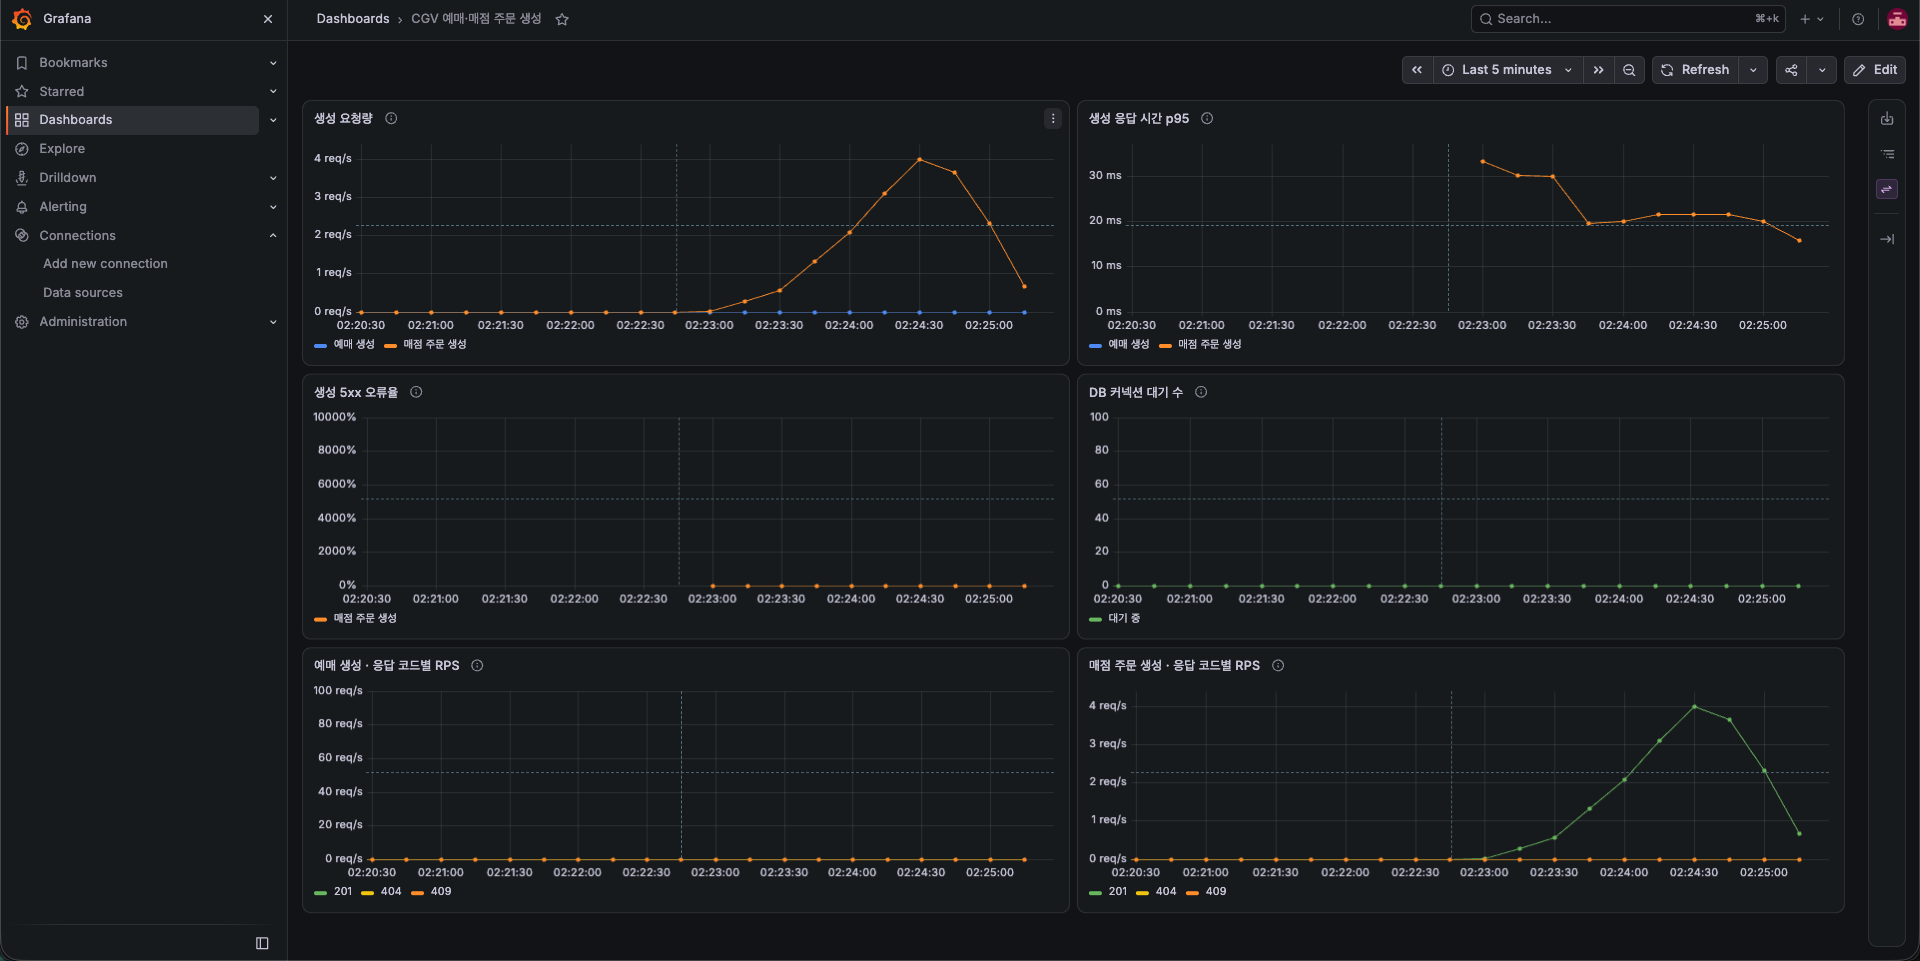 Grafana
Dashboards › CGV 예매·매점 주문 생성
Search...
⌘+k
Bookmarks
Starred
Dashboards
Explore
Drilldown
Alerting
Connections
Add new connection
Data sources
Administration
Last 5 minutes
Refresh
Edit
생성 요청량
4 req/s
3 req/s
2 req/s
1 req/s
0 req/s
02:20:30 02:21:00 02:21:30 02:22:00 02:22:30 02:23:00 02:23:30 02:24:00 02:24:30 02:25:00
예매 생성 매점 주문 생성
생성 응답 시간 p95
30 ms
20 ms
10 ms
0 ms
02:20:30 02:21:00 02:21:30 02:22:00 02:22:30 02:23:00 02:23:30 02:24:00 02:24:30 02:25:00
예매 생성 매점 주문 생성
생성 5xx 오류율
10000%
8000%
6000%
4000%
2000%
0%
02:20:30 02:21:00 02:21:30 02:22:00 02:22:30 02:23:00 02:23:30 02:24:00 02:24:30 02:25:00
매점 주문 생성
DB 커넥션 대기 수
100
80
60
40
20
0
02:20:30 02:21:00 02:21:30 02:22:00 02:22:30 02:23:00 02:23:30 02:24:00 02:24:30 02:25:00
대기 중
예매 생성 · 응답 코드별 RPS
100 req/s
80 req/s
60 req/s
40 req/s
20 req/s
0 req/s
02:20:30 02:21:00 02:21:30 02:22:00 02:22:30 02:23:00 02:23:30 02:24:00 02:24:30 02:25:00
201 404 409
매점 주문 생성 · 응답 코드별 RPS
4 req/s
3 req/s
2 req/s
1 req/s
0 req/s
02:20:30 02:21:00 02:21:30 02:22:00 02:22:30 02:23:00 02:23:30 02:24:00 02:24:30 02:25:00
201 404 409